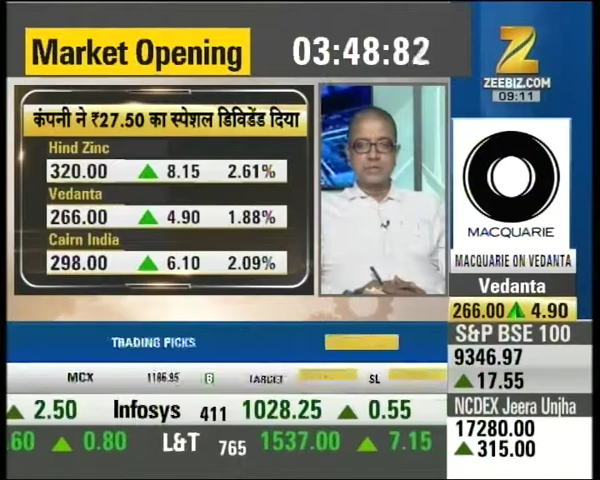 Market Opening
03:48:82
ZEEBIZ.COM
09:11
कंपनी ने ₹27.50 का स्पेशल डिविडेंड दिया
Hind Zinc
320.00 8.15 2.61%
Vedanta
266.00 4.90 1.88%
Cairn India
298.00 6.10 2.09%
MACQUARIE
MACQUARIE ON VEDANTA
Vedanta
266.00 4.90
S&P BSE 100
9346.97
17.55
NCDEX Jeera Unjha
17280.00
315.00
TRADING PICKS
MCX 1186.95 B TARGET SL
2.50 Infosys 411 1028.25 0.55
.60 0.80 L&T 765 1537.00 7.15